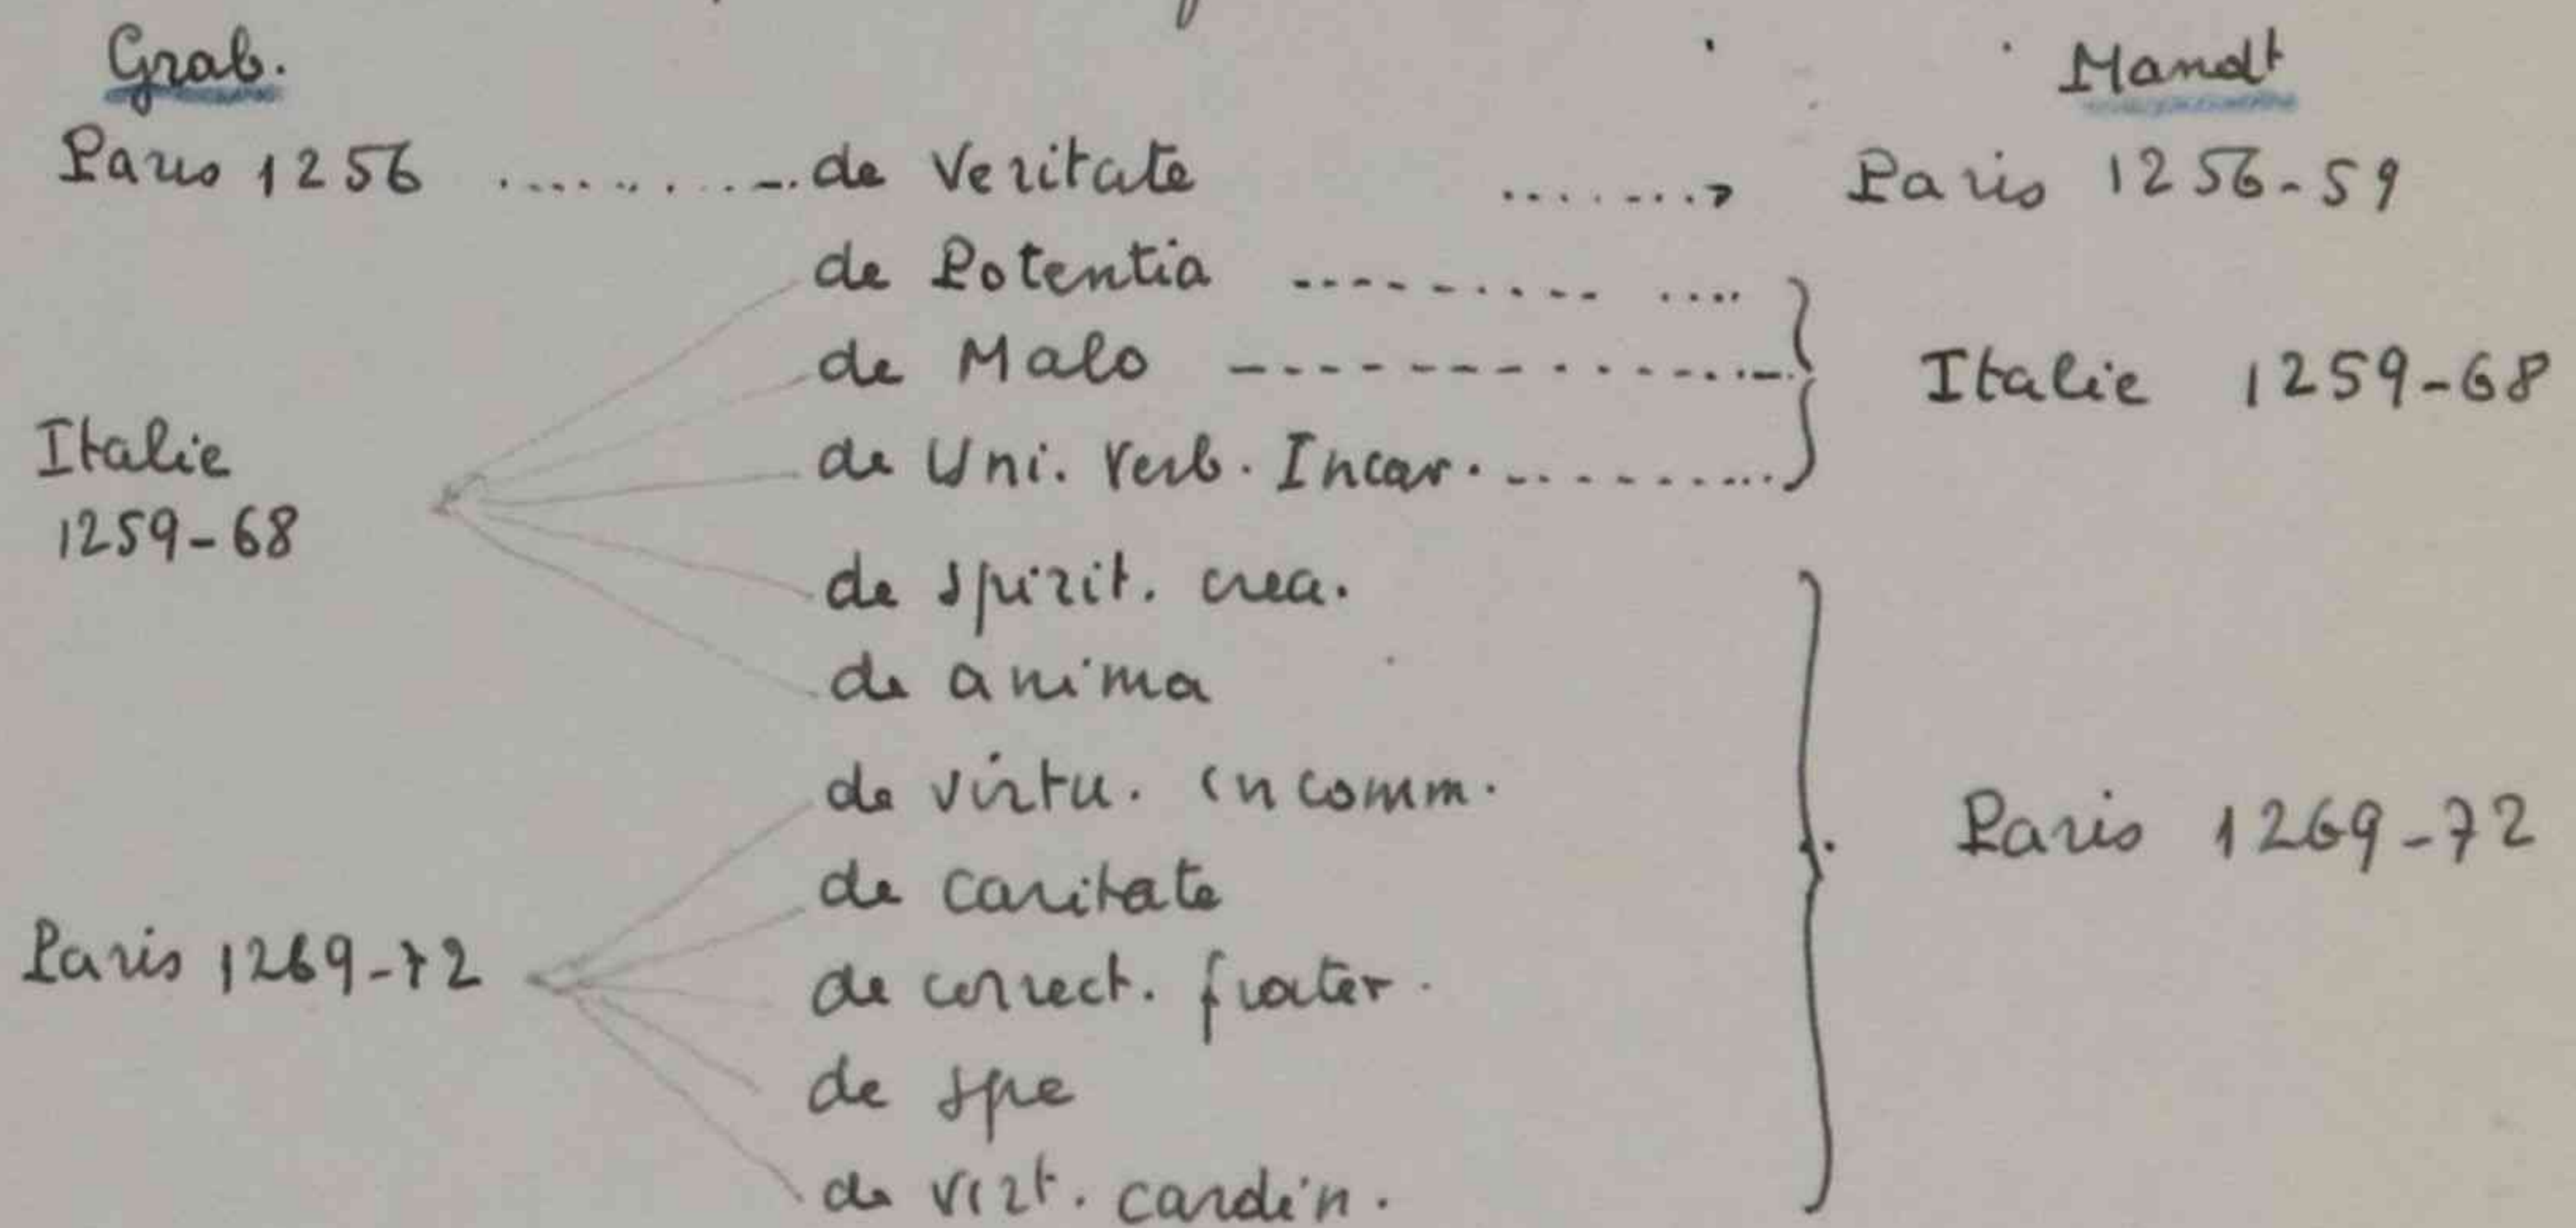 Grab. Mandt
Paris 1256 ............ de Veritate ........> Paris 1256-59
de Potentia
de Malo
Italie 1259-68
de Uni. Verb. Incar.
Italie
1259-68
de spirit. crea.
de anima
de virtu. in comm.
Paris 1269-72
de caritate
Paris 1269-72
de correct. frater.
de spe
de virt. cardin.